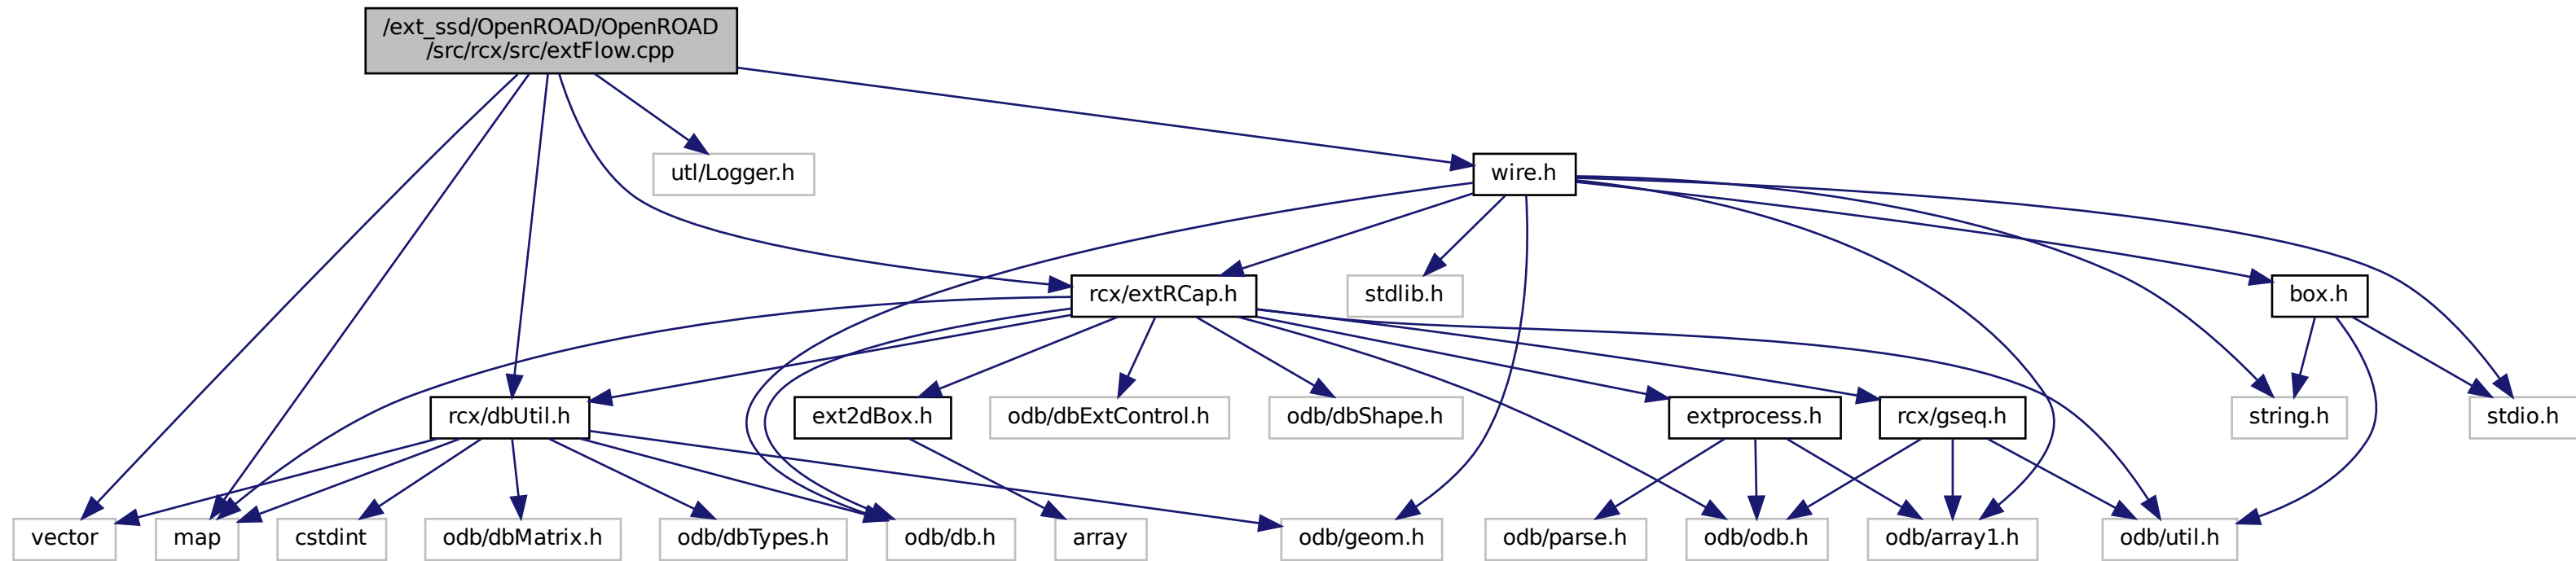 /ext_ssd/OpenROAD/OpenROAD
/src/rcx/src/extFlow.cpp
utl/Logger.h
wire.h
rcx/extRCap.h
stdlib.h
box.h
rcx/dbUtil.h
ext2dBox.h
odb/dbExtControl.h
odb/dbShape.h
extprocess.h
rcx/gseq.h
string.h
stdio.h
vector
map
cstdint
odb/dbMatrix.h
odb/dbTypes.h
odb/db.h
array
odb/geom.h
odb/parse.h
odb/odb.h
odb/array1.h
odb/util.h